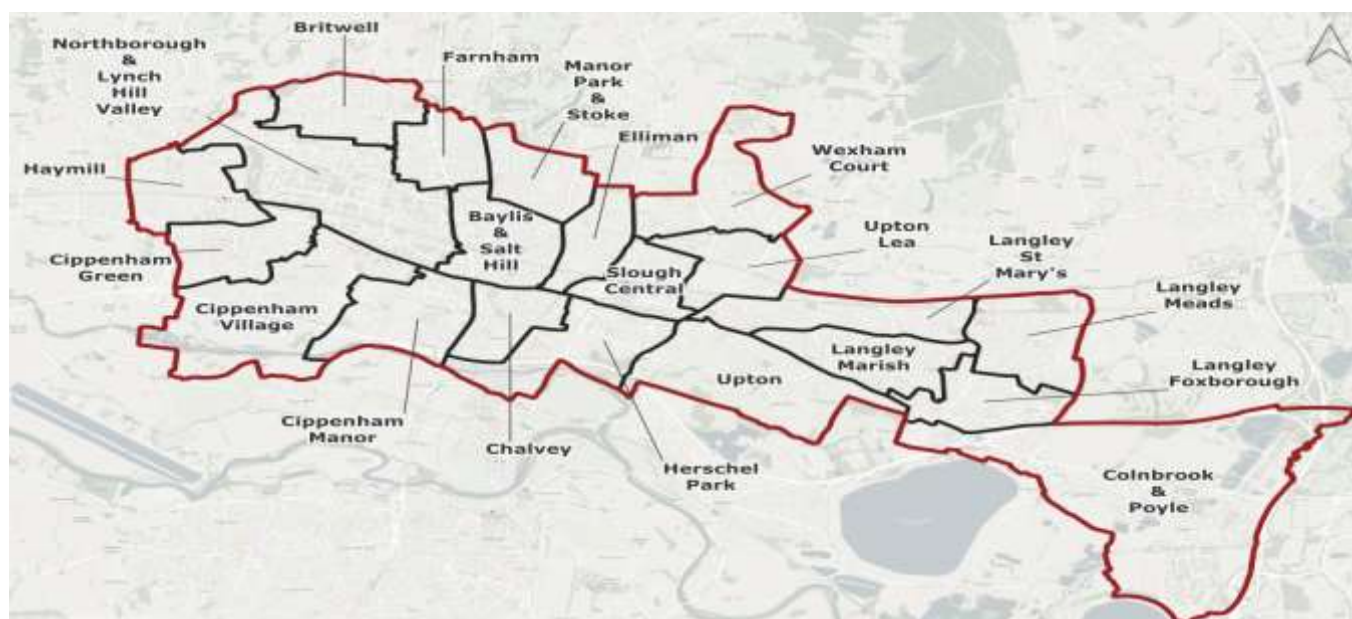 Britwell
Northborough
&
Lynch
Hill
Valley
Farnham
Manor
Park
&
Stoke
Elliman
Wexham
Court
Haymill
Baylis
&
Salt
Hill
Upton
Lea
Langley
St
Mary's
Cippenham
Green
Slough
Central
Langley
Meads
Cippenham
Village
Langley
Marish
Langley
Foxborough
Upton
Cippenham
Manor
Chalvey
Herschel
Park
Colnbrook
&
Poyle